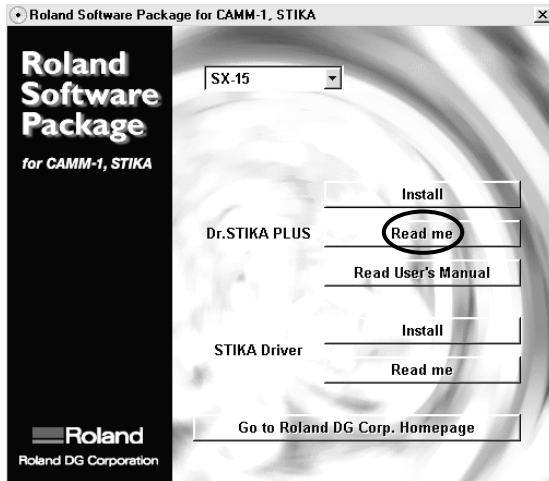 Roland Software Package for CAMM-1, STIKA
Roland
Software
Package
for CAMM-1, STIKA
SX-15
Install
Dr.STIKA PLUS
Read me
Read User's Manual
Install
STIKA Driver
Read me
Go to Roland DG Corp. Homepage
Roland
Roland DG Corporation